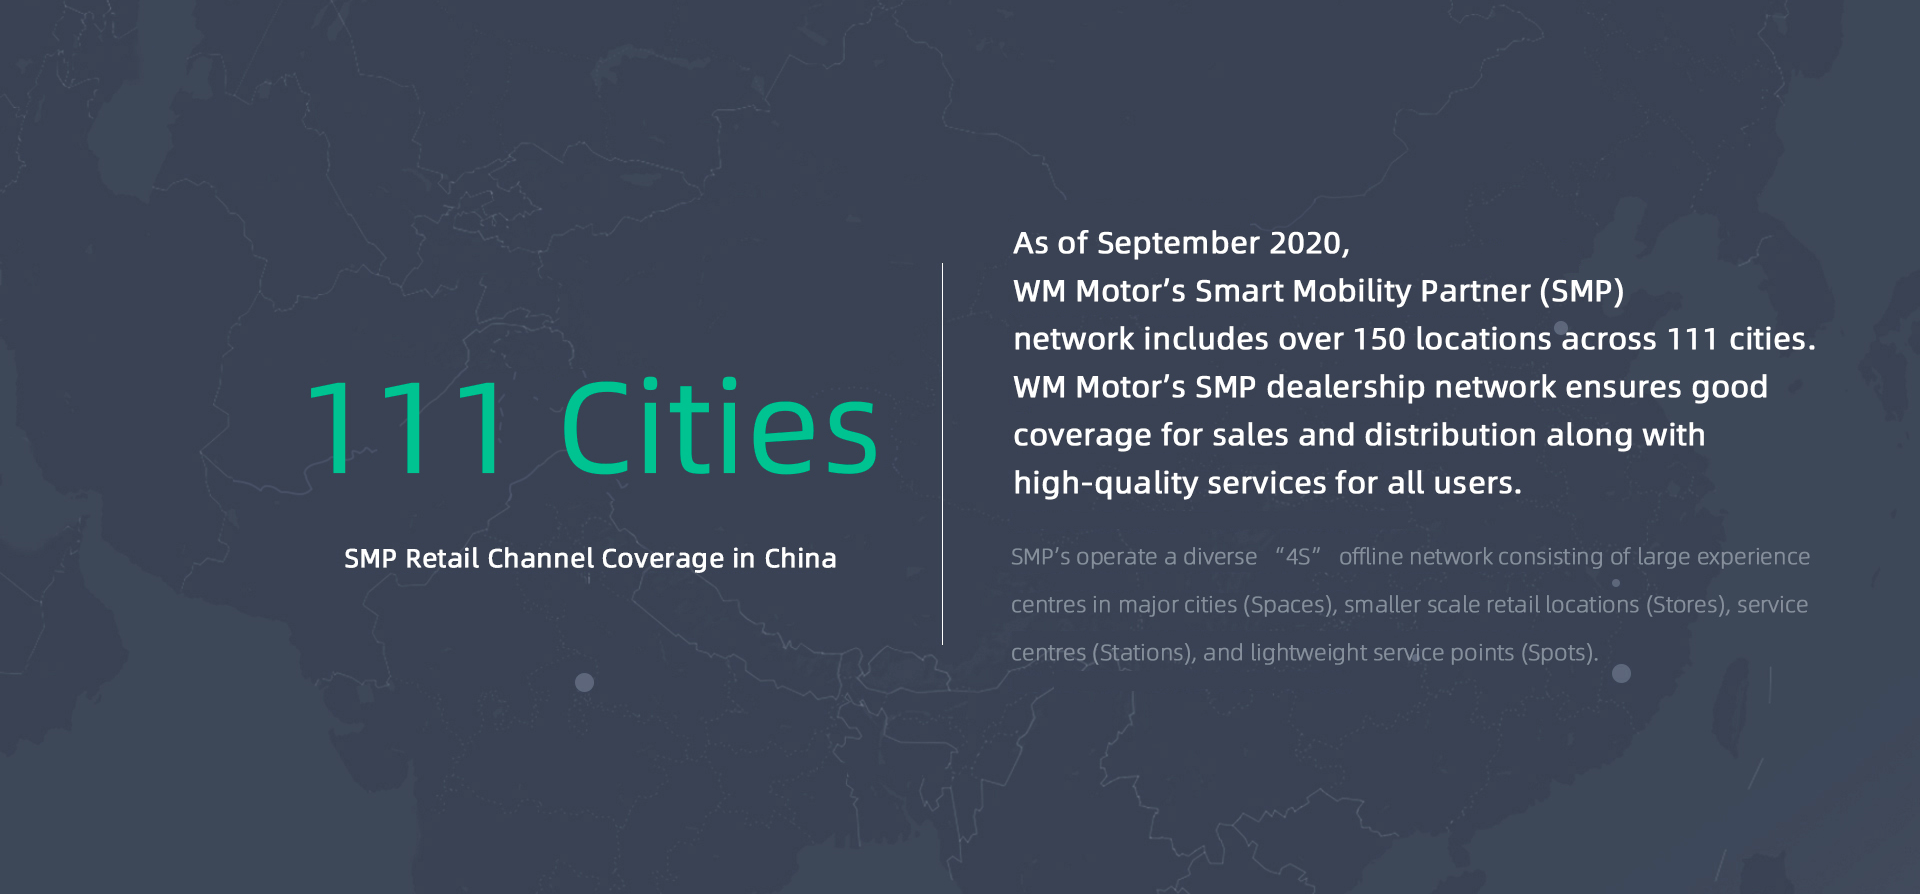 111 Cities
SMP Retail Channel Coverage in China
As of September 2020,
WM Motor’s Smart Mobility Partner (SMP)
network includes over 150 locations across 111 cities.
WM Motor’s SMP dealership network ensures good
coverage for sales and distribution along with
high-quality services for all users.
SMP’s operate a diverse “4S” offline network consisting of large experience
centres in major cities (Spaces), smaller scale retail locations (Stores), service
centres (Stations), and lightweight service points (Spots).